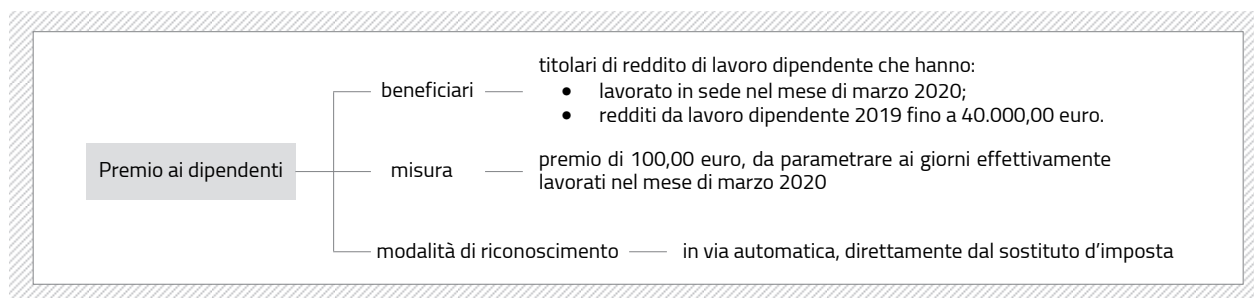 titolari di reddito di lavoro dipendente che hanno:
beneficiari
• lavorato in sede nel mese di marzo 2020;
• redditi da lavoro dipendente 2019 fino a 40.000,00 euro.
Premio ai dipendenti
misura
premio di 100,00 euro, da parametrare ai giorni effettivamente
lavorati nel mese di marzo 2020
modalità di riconoscimento
in via automatica, direttamente dal sostituto d'imposta